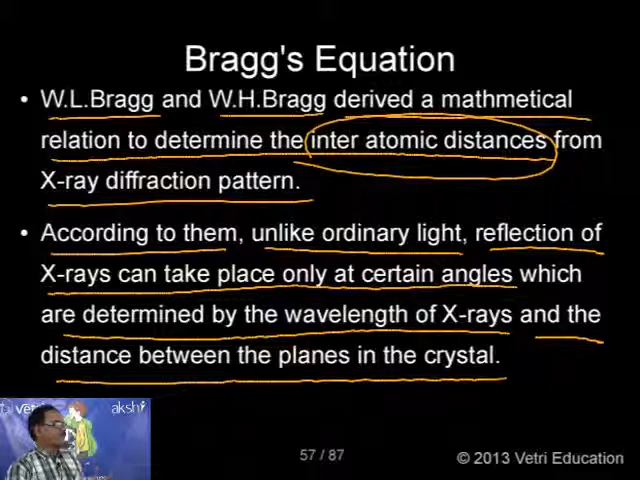 Bragg's Equation
• W.L.Bragg and W.H.Bragg derived a mathmetical
relation to determine the inter atomic distances from
X-ray diffraction pattern.
• According to them, unlike ordinary light, reflection of
X-rays can take place only at certain angles which
are determined by the wavelength of X-rays and the
distance between the planes in the crystal.
akshi
57 / 87
© 2013 Vetri Education